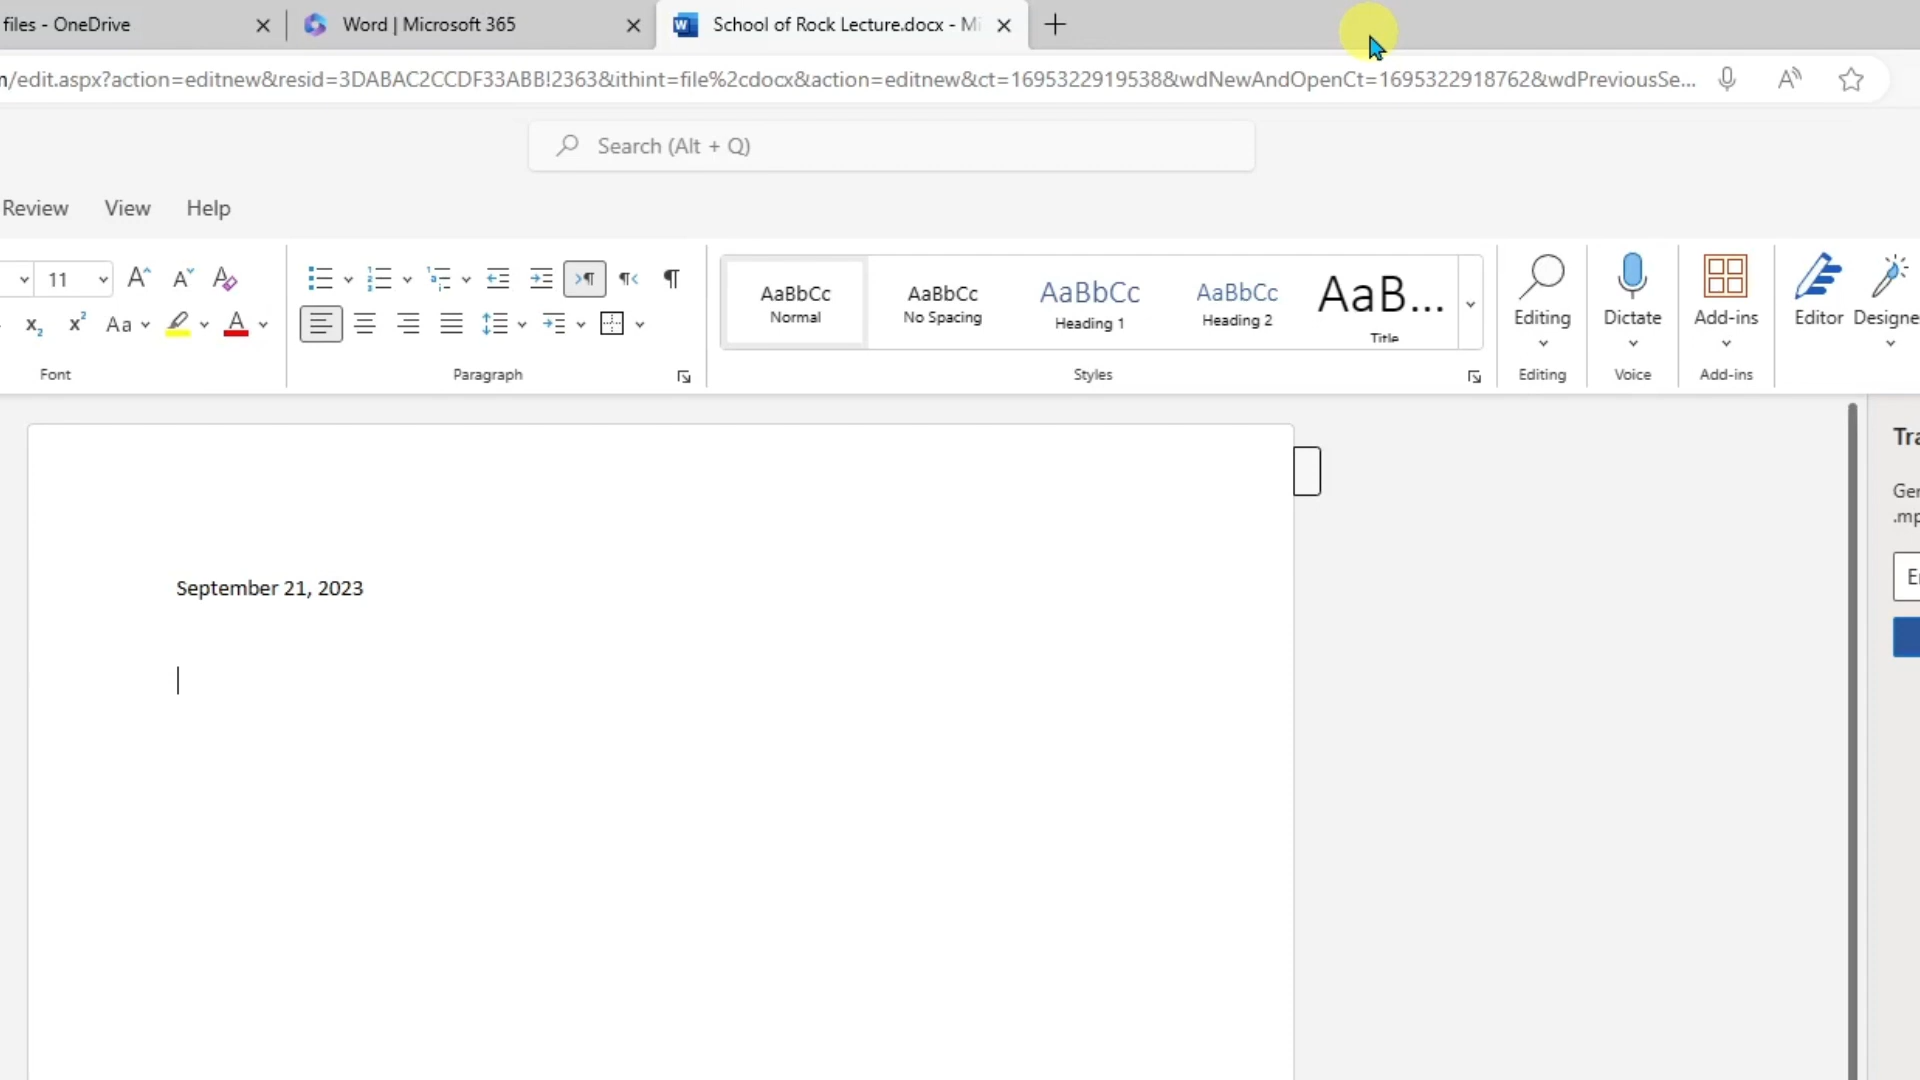 files - OneDrive
Word | Microsoft 365
School of Rock Lecture.docx - Mi
/edit.aspx?action=editnew&resid=3DABAC2CCDF33ABB!2363&ithint=file%2cdocx&action=editnew&ct=1695322919538&wdNewAndOpenCt=1695322918762&wdPreviousSe...
Search (Alt + Q)
Review View Help
11
Aa
AaBbCc
Normal
AaBbCc
No Spacing
AaBbCc
Heading 1
AaBbCc
Heading 2
AaB...
Title
Editing
Dictate
Add-ins
Editor
Designe
Font
Paragraph
Styles
Editing
Voice
Add-ins
September 21, 2023
Tra
Gen
.mp